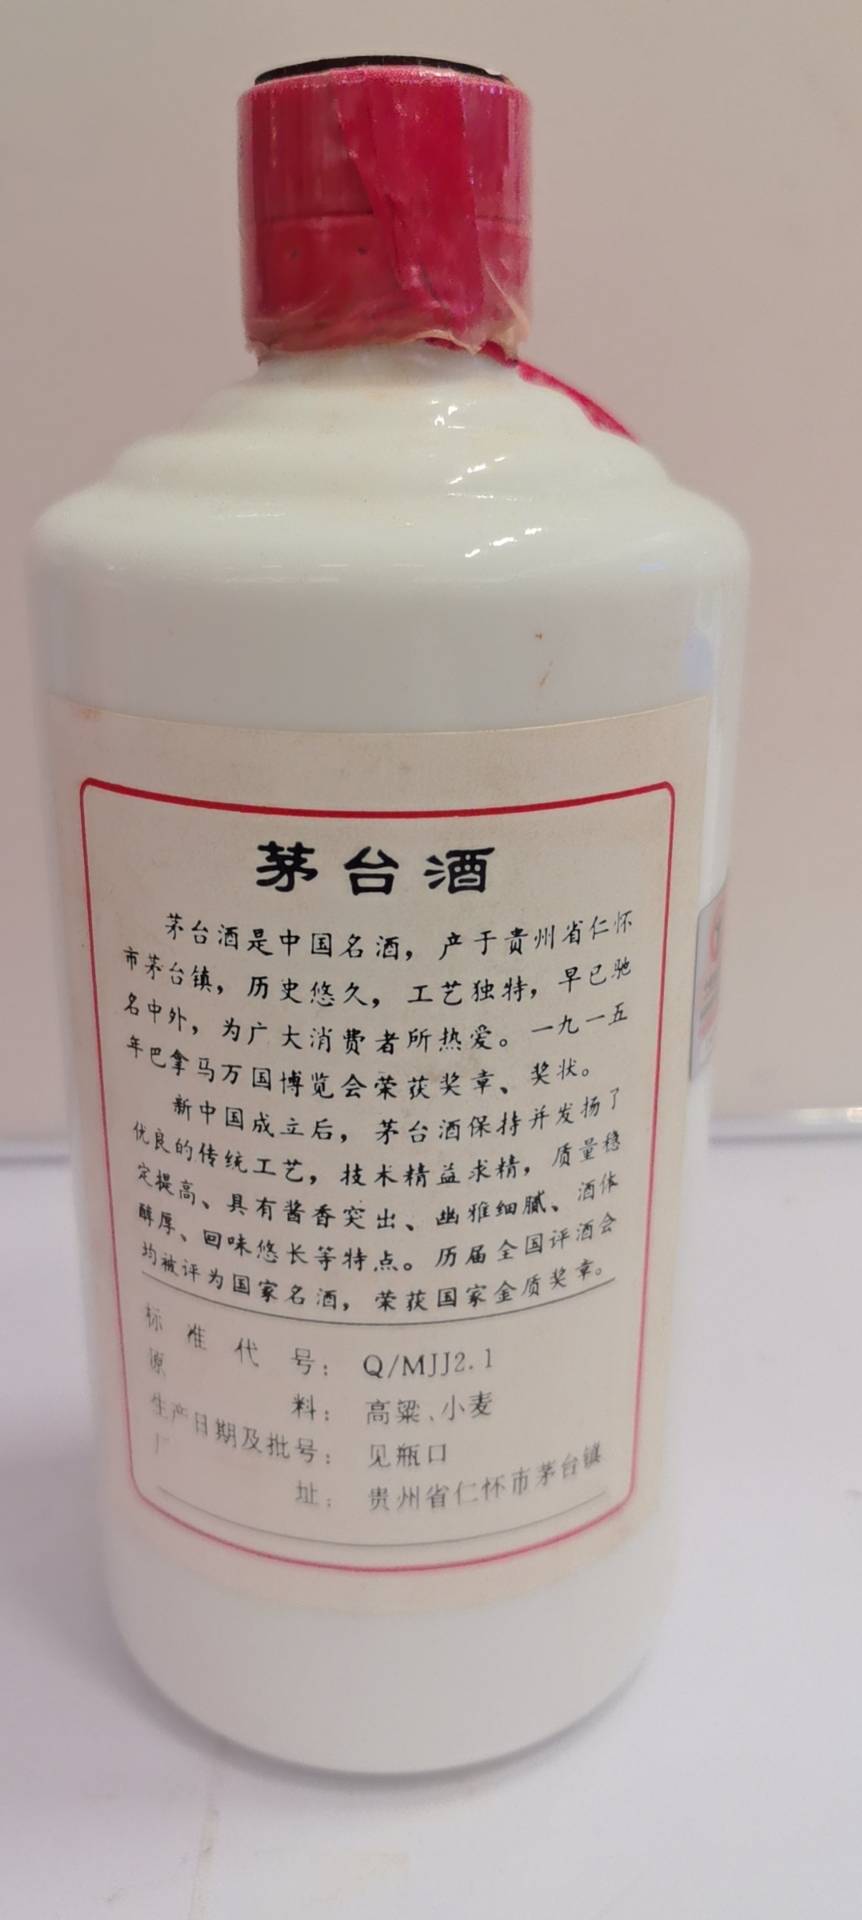 茅台酒
茅台酒是中国名酒，产于贵州省仁怀
市茅台镇，历史悠久，工艺独特，早已驰
名中外，为广大消费者所热爱。一九一五
年巴拿马万国博览会荣获奖章、奖状。
新中国成立后，茅台酒保持并发扬了
优良的传统工艺，技术精益求精，质量稳
定提高、具有酱香突出、幽雅细腻、酒体
醇厚、回味悠长等特点。历届全国评酒会
均被评为国家名酒，荣获国家金质奖章。
标准代号：Q/MJJ2.1
原料：高粱、小麦
生产日期及批号：见瓶口
厂址：贵州省仁怀市茅台镇